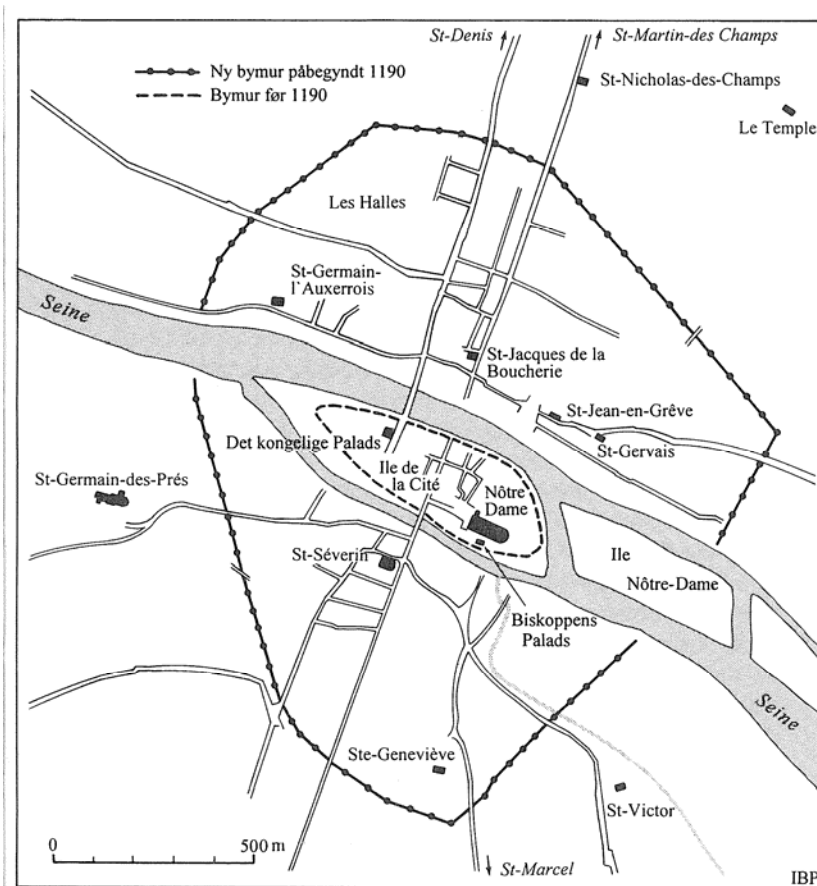 St-Denis
St-Martin-des Champs
Ny bymur påbegyndt 1190
Bymur før 1190
St-Nicholas-des-Champs
Le Temple
Les Halles
St-Germain-
l'Auxerrois
Seine
St-Jacques de la
Boucherie
St-Jean-en-Grêve
St-Gervais
Det kongelige Palads
Ile de
la Cité
Nôtre
Dame
St-Germain-des-Prés
St-Séverin
Ile
Nôtre-Dame
Biskoppens
Palads
Seine
Ste-Geneviève
St-Victor
0 500 m
St-Marcel
IBP